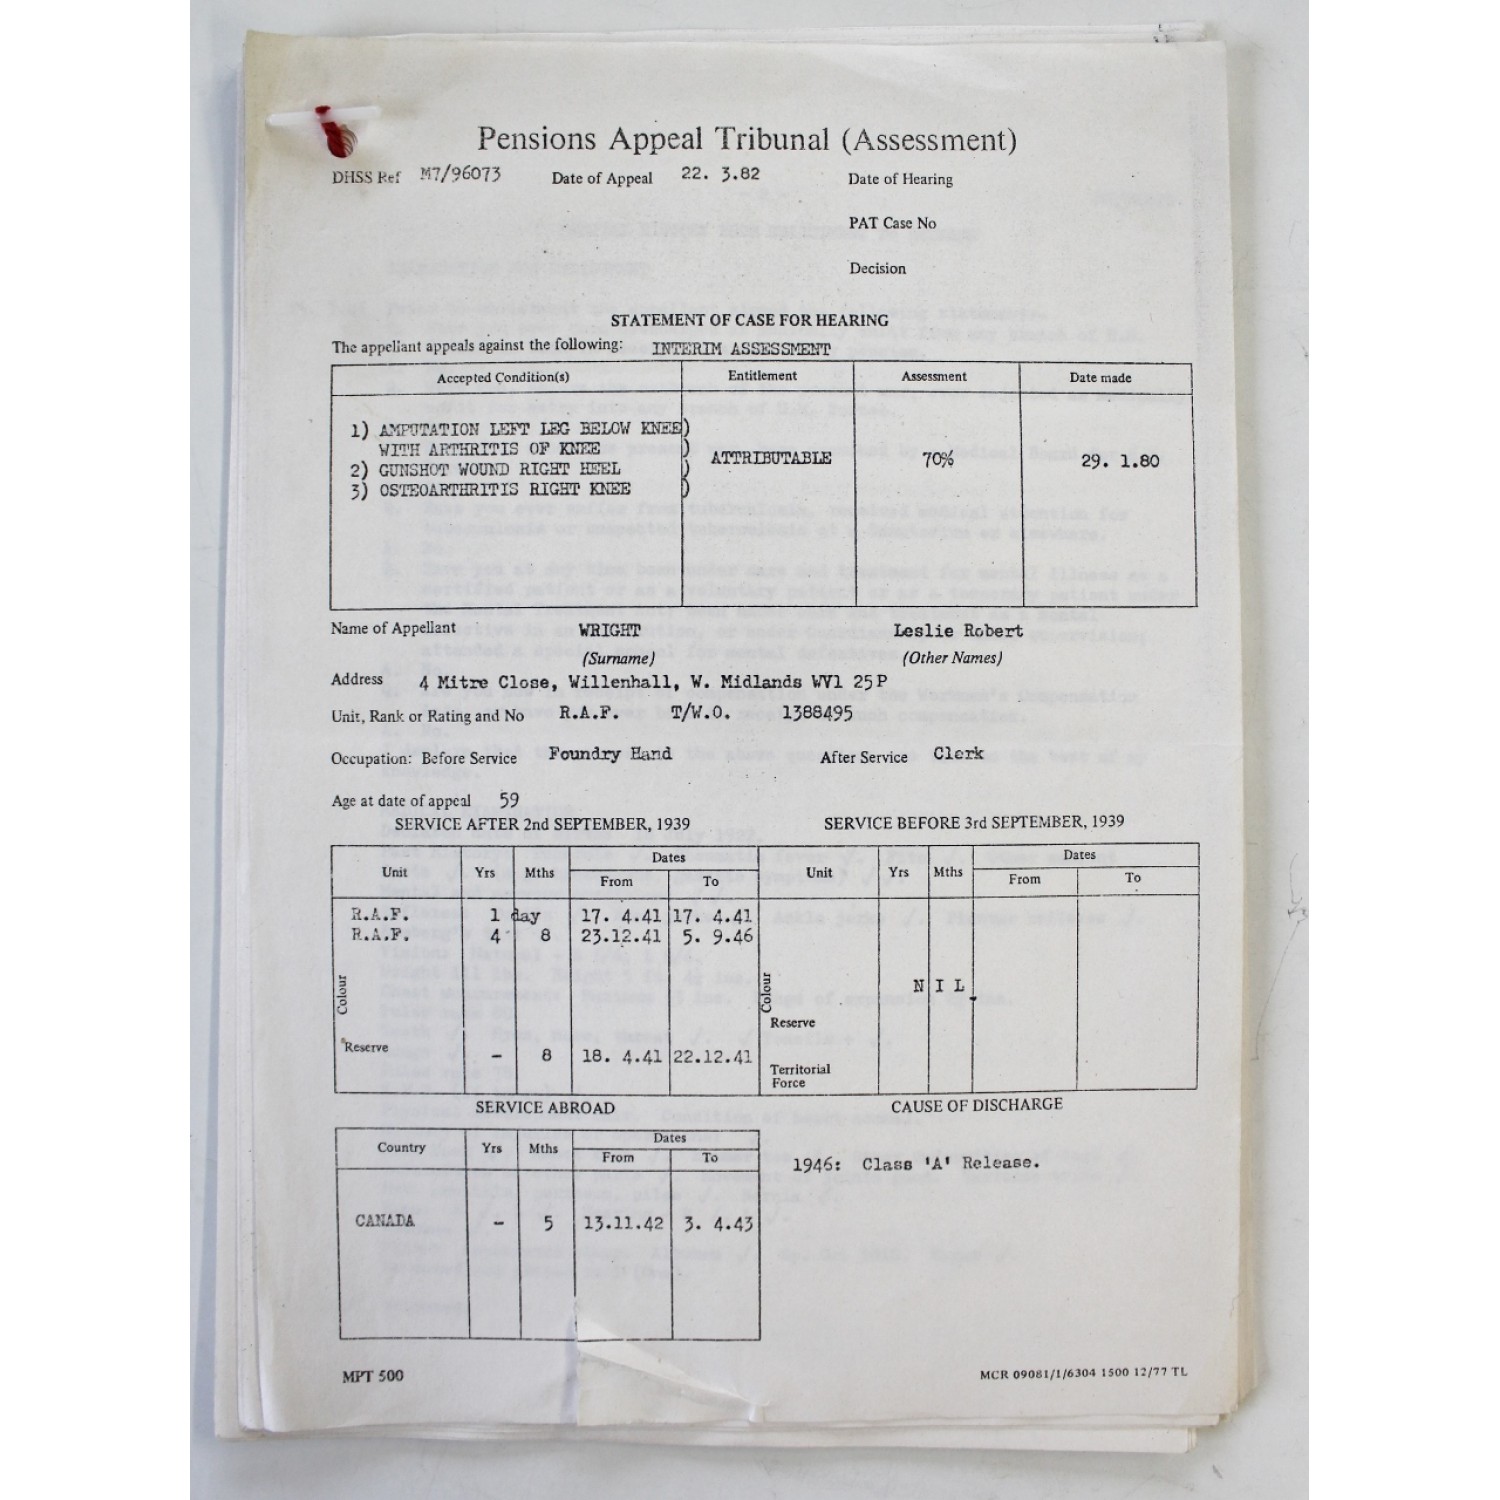 Pensions Appeal Tribunal (Assessment)
DHSS Ref M7/96073 Date of Appeal 22. 3.82 Date of Hearing
PAT Case No
Decision
STATEMENT OF CASE FOR HEARING
The appellant appeals against the following: INTERIM ASSESSMENT
Accepted Condition(s) Entitlement Assessment Date made
1) AMPUTATION LEFT LEG BELOW KNEE)
WITH ARTHRITIS OF KNEE ) ATTRIBUTABLE 70% 29. 1.80
2) GUNSHOT WOUND RIGHT HEEL )
3) OSTEOARTHRITIS RIGHT KNEE )
Name of Appellant WRIGHT Leslie Robert
(Surname) (Other Names)
Address 4 Mitre Close, Willenhall, W. Midlands WV1 25P
Unit, Rank or Rating and No R.A.F. T/W.O. 1388495
Occupation: Before Service Foundry Hand After Service Clerk
Age at date of appeal 59
SERVICE AFTER 2nd SEPTEMBER, 1939 SERVICE BEFORE 3rd SEPTEMBER, 1939
Unit Yrs Mths Dates Unit Yrs Mths Dates
From To From To
R.A.F. 1 day 17. 4.41 17. 4.41
R.A.F. 4 8 23.12.41 5. 9.46
Colour Colour N I L
Reserve
Reserve - 8 18. 4.41 22.12.41
Territorial
Force
SERVICE ABROAD CAUSE OF DISCHARGE
Country Yrs Mths Dates
From To
1946: Class 'A' Release.
CANADA - 5 13.11.42 3. 4.43
MPT 500 MCR 09081/1/6304 1500 12/77 TL